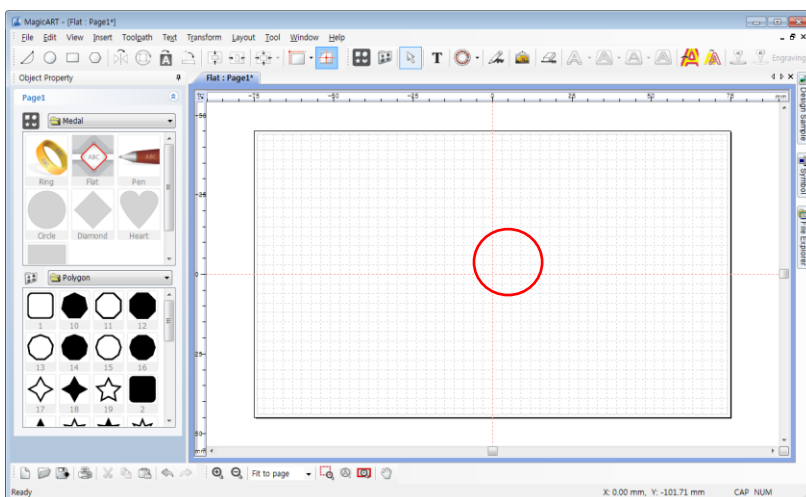 MagicART - [Flat : Page1*]
File Edit View Insert Toolpath Text Transform Layout Tool Window Help
T A A A A A A Engraving
Object Property
Flat : Page1*
Page1
Medal
ABC ABC
Ring Flat Pen
Circle Diamond Heart
Polygon
1 10 11 12
13 14 15 16
17 18 19 2
-75 -50 -25 0 25 50 75 mm
-50
-25
0
25
50
mm
Design Sample
Symbol
File Explorer
Fit to page
Ready
X: 0.00 mm, Y: -101.71 mm CAP NUM